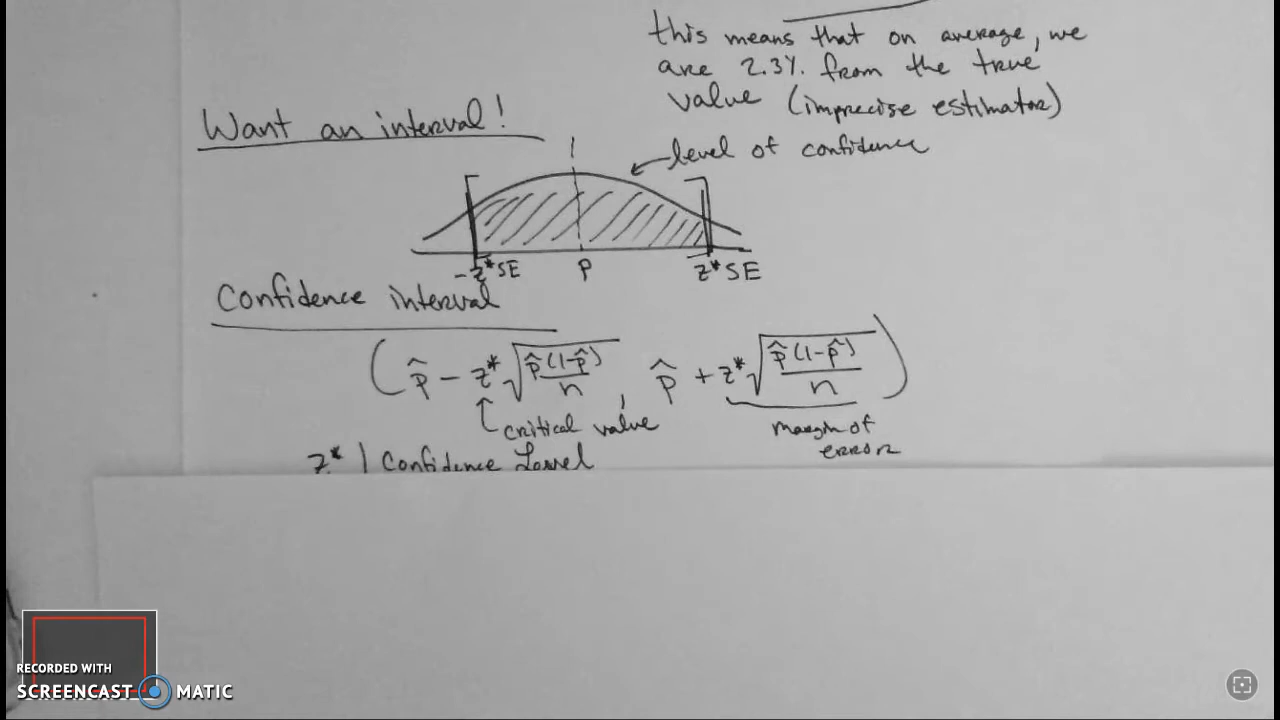 this means that on average, we
are 2.3% from the true
value (imprecise estimator)
Want an interval!
level of confidence
-z* SE p z* SE
Confidence interval
( p̂ - z* √(p̂(1-p̂)/n) , p̂ + z* √(p̂(1-p̂)/n) )
critical value
margin of
error
z* | Confidence Level
RECORDED WITH
SCREENCAST MATIC